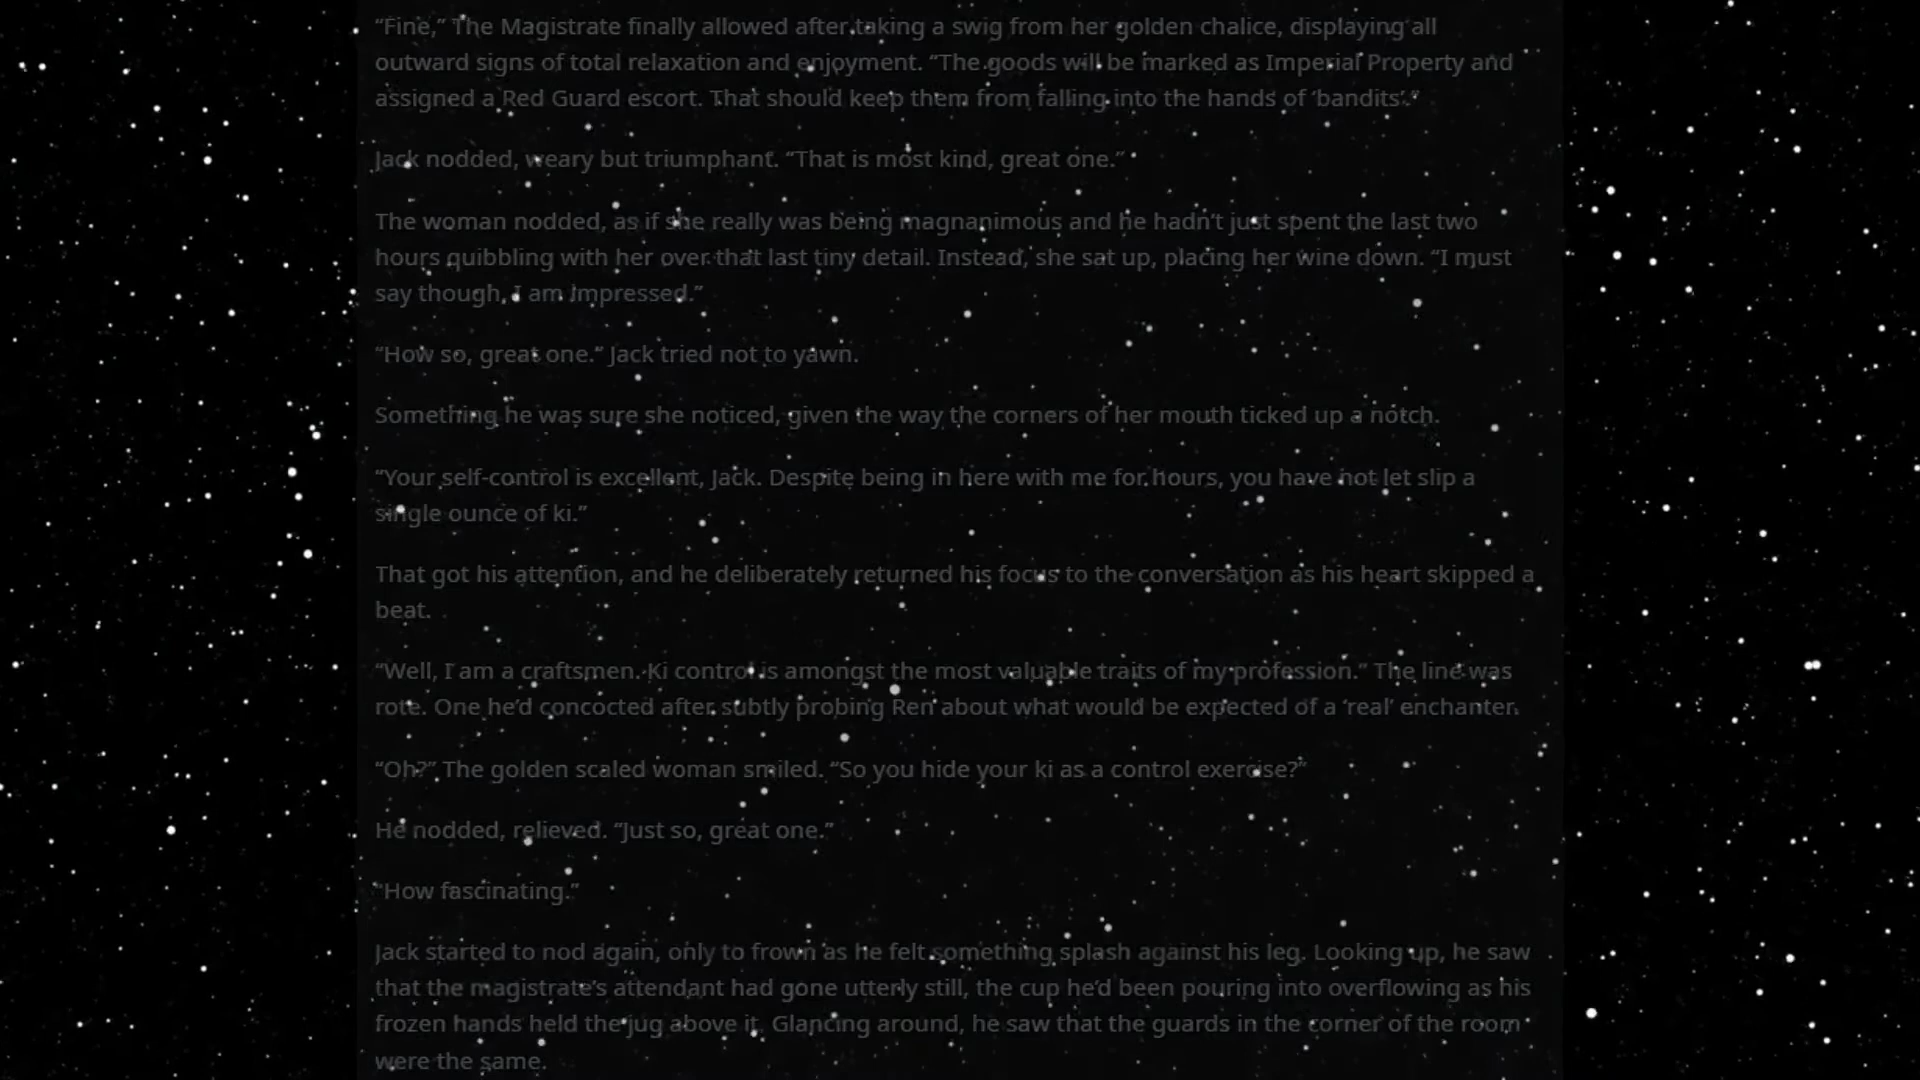 “Fine,” The Magistrate finally allowed after taking a swig from her golden chalice, displaying all
outward signs of total relaxation and enjoyment. “The goods will be marked as Imperial Property and
assigned a Red Guard escort. That should keep them from falling into the hands of ‘bandits’.”
Jack nodded, weary but triumphant. “That is most kind, great one.”
The woman nodded, as if she really was being magnanimous and he hadn’t just spent the last two
hours quibbling with her over that last tiny detail. Instead, she sat up, placing her wine down. “I must
say though, I am impressed.”
“How so, great one.” Jack tried not to yawn.
Something he was sure she noticed, given the way the corners of her mouth ticked up a notch.
“Your self-control is excellent, Jack. Despite being in here with me for hours, you have not let slip a
single ounce of ki.”
That got his attention, and he deliberately returned his focus to the conversation as his heart skipped a
beat.
“Well, I am a craftsmen. Ki control is amongst the most valuable traits of my profession.” The line was
rote. One he’d concocted after subtly probing Ren about what would be expected of a ‘real’ enchanter.
“Oh?” The golden scaled woman smiled. “So you hide your ki as a control exercise?”
He nodded, relieved. “Just so, great one.”
“How fascinating.”
Jack started to nod again, only to frown as he felt something splash against his leg. Looking up, he saw
that the magistrate’s attendant had gone utterly still, the cup he’d been pouring into overflowing as his
frozen hands held the jug above it. Glancing around, he saw that the guards in the corner of the room
were the same.